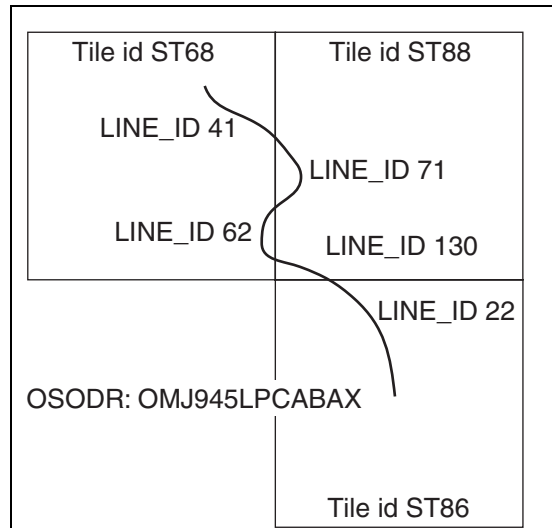 Tile id ST68
Tile id ST88
LINE_ID 41
LINE_ID 71
LINE_ID 62
LINE_ID 130
LINE_ID 22
OSODR: OMJ945LPCABAX
Tile id ST86